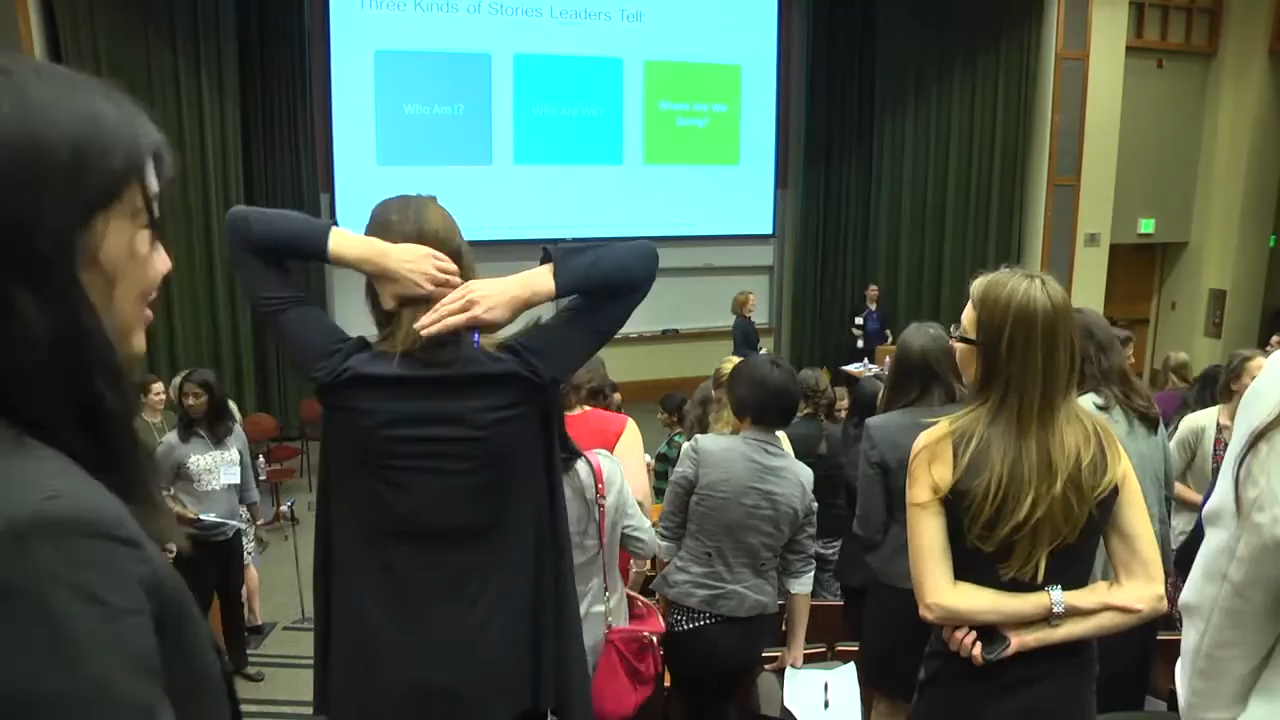 Three Kinds of Stories Leaders Tell:
Who Am I?
Who Are We?
Where Are We
Going?